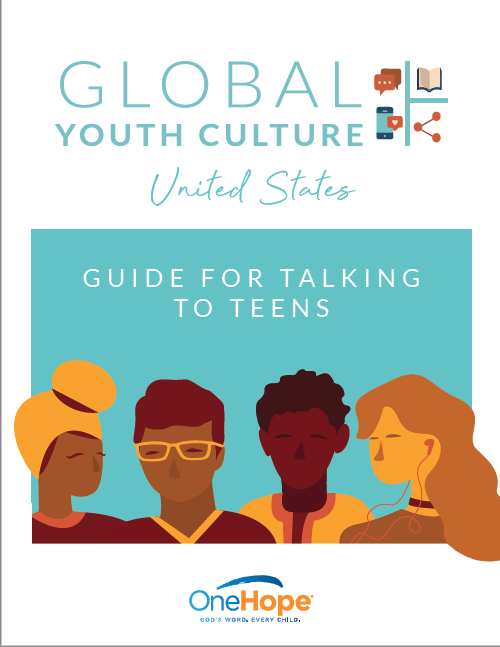 GLOBAL
YOUTH CULTURE
United States
GUIDE FOR TALKING
TO TEENS
OneHope®
GOD'S WORD. EVERY CHILD.